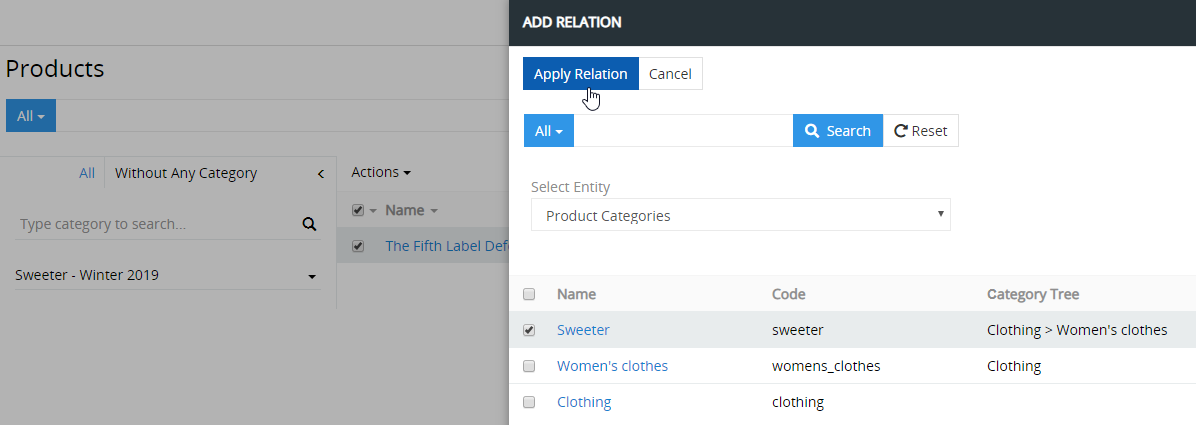 Products
All
All
Without Any Category
Type category to search...
Sweeter - Winter 2019
Actions
Name
The Fifth Label
ADD RELATION
Apply Relation
Cancel
All
Search
Reset
Select Entity
Product Categories
Name Code Category Tree
Sweeter sweeter Clothing > Women's clothes
Women's clothes womens_clothes Clothing
Clothing clothing